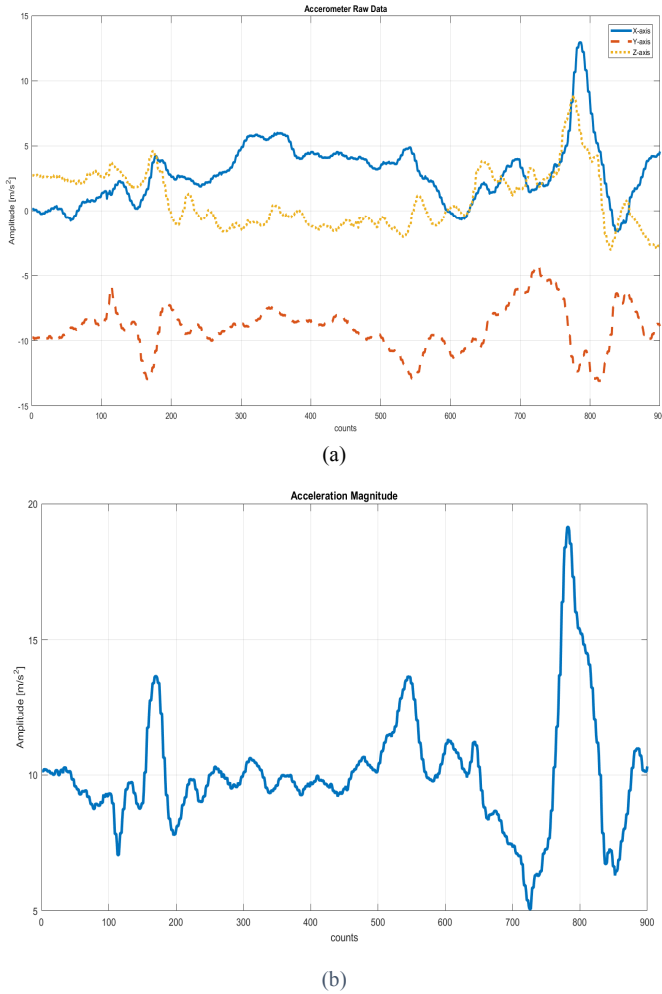 Accerometer Raw Data
15
10
5
0
-5
-10
-15
Amplitude [m/s²]
X-axis
Y-axis
Z-axis
0 100 200 300 400 500 600 700 800 90
counts
(a)
Acceleration Magnitude
20
15
10
5
Amplitude [m/s²]
0 100 200 300 400 500 600 700 800 900
counts
(b)